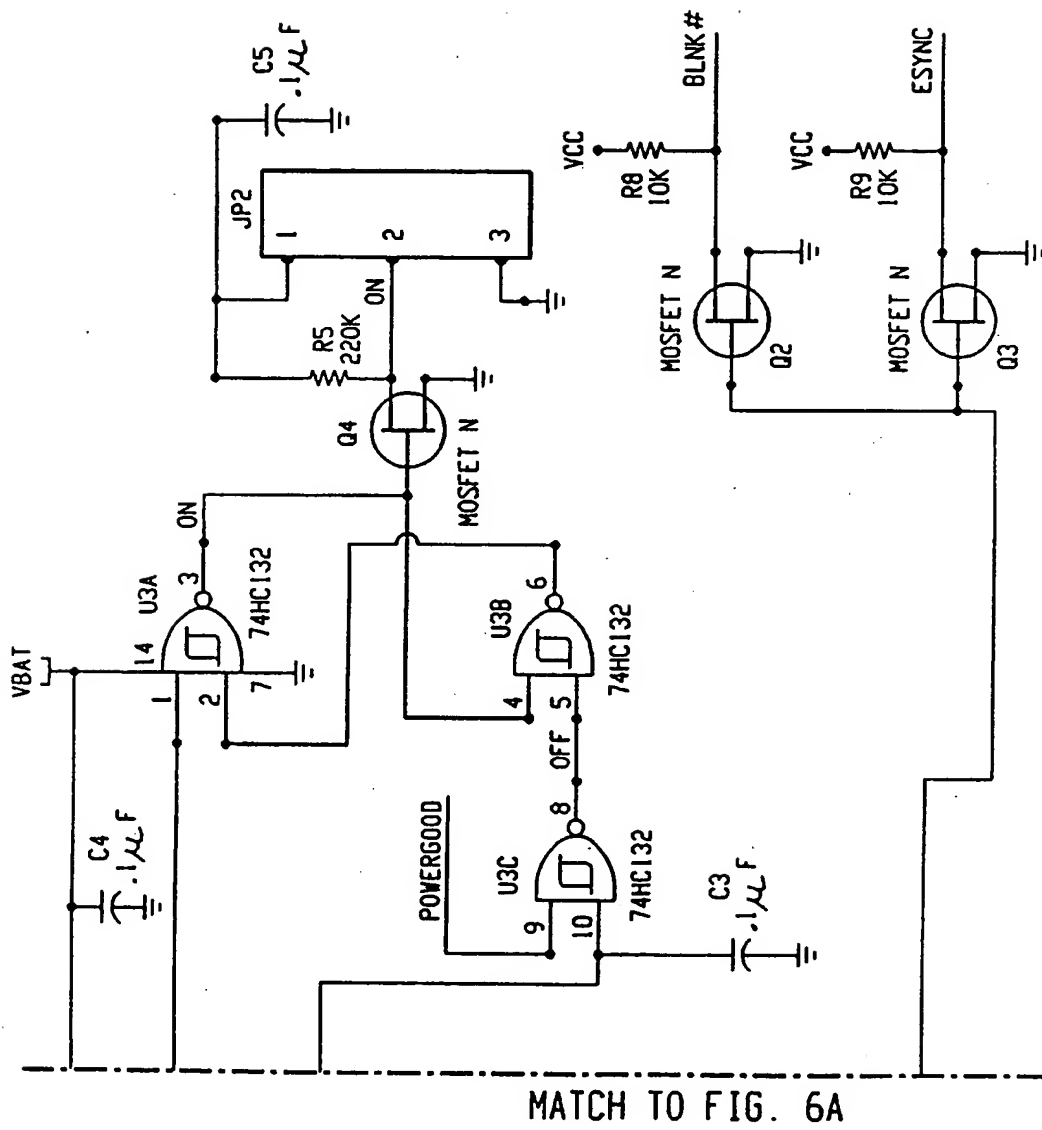 VBAT
C4
.1µF
14
1
2
7
U3A
3
74HC132
ON
C5
.1µF
JP2
1
2
3
ON
R5
220K
Q4
MOSFET N
POWERGOOD
9
10
U3C
8
74HC132
OFF
C3
.1µF
4
5
U3B
6
74HC132
VCC
R8
10K
BLNK#
MOSFET N
Q2
VCC
R9
10K
ESYNC
MOSFET N
Q3
MATCH TO FIG. 6A